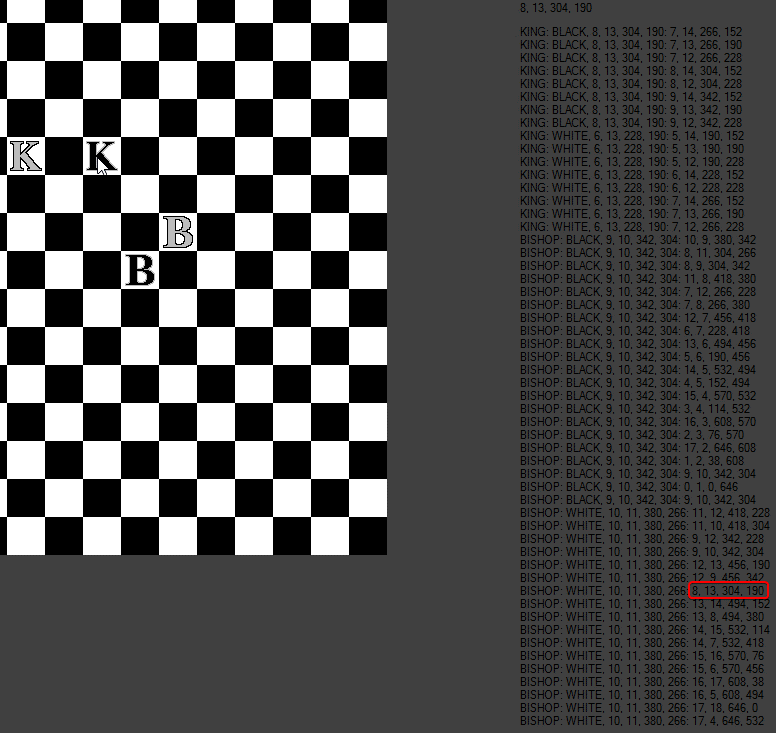 8, 13, 304, 190
KING: BLACK, 8, 13, 304, 190: 7, 14, 266, 152
KING: BLACK, 8, 13, 304, 190: 7, 13, 266, 190
KING: BLACK, 8, 13, 304, 190: 7, 12, 266, 228
KING: BLACK, 8, 13, 304, 190: 8, 14, 304, 152
KING: BLACK, 8, 13, 304, 190: 8, 12, 304, 228
KING: BLACK, 8, 13, 304, 190: 9, 14, 342, 152
KING: BLACK, 8, 13, 304, 190: 9, 13, 342, 190
KING: BLACK, 8, 13, 304, 190: 9, 12, 342, 228
KING: WHITE, 6, 13, 228, 190: 5, 14, 190, 152
KING: WHITE, 6, 13, 228, 190: 5, 13, 190, 190
KING: WHITE, 6, 13, 228, 190: 5, 12, 190, 228
KING: WHITE, 6, 13, 228, 190: 6, 14, 228, 152
KING: WHITE, 6, 13, 228, 190: 6, 12, 228, 228
KING: WHITE, 6, 13, 228, 190: 7, 14, 266, 152
KING: WHITE, 6, 13, 228, 190: 7, 13, 266, 190
KING: WHITE, 6, 13, 228, 190: 7, 12, 266, 228
K K
B
B
BISHOP: BLACK, 9, 10, 342, 304: 10, 9, 380, 342
BISHOP: BLACK, 9, 10, 342, 304: 8, 11, 304, 266
BISHOP: BLACK, 9, 10, 342, 304: 8, 9, 304, 342
BISHOP: BLACK, 9, 10, 342, 304: 11, 8, 418, 380
BISHOP: BLACK, 9, 10, 342, 304: 7, 12, 266, 228
BISHOP: BLACK, 9, 10, 342, 304: 7, 8, 266, 380
BISHOP: BLACK, 9, 10, 342, 304: 12, 7, 456, 418
BISHOP: BLACK, 9, 10, 342, 304: 6, 7, 228, 418
BISHOP: BLACK, 9, 10, 342, 304: 13, 6, 494, 456
BISHOP: BLACK, 9, 10, 342, 304: 5, 6, 190, 456
BISHOP: BLACK, 9, 10, 342, 304: 14, 5, 532, 494
BISHOP: BLACK, 9, 10, 342, 304: 4, 5, 152, 494
BISHOP: BLACK, 9, 10, 342, 304: 15, 4, 570, 532
BISHOP: BLACK, 9, 10, 342, 304: 3, 4, 114, 532
BISHOP: BLACK, 9, 10, 342, 304: 16, 3, 608, 570
BISHOP: BLACK, 9, 10, 342, 304: 2, 3, 76, 570
BISHOP: BLACK, 9, 10, 342, 304: 17, 2, 646, 608
BISHOP: BLACK, 9, 10, 342, 304: 1, 2, 38, 608
BISHOP: BLACK, 9, 10, 342, 304: 9, 10, 342, 304
BISHOP: BLACK, 9, 10, 342, 304: 0, 1, 0, 646
BISHOP: BLACK, 9, 10, 342, 304: 9, 10, 342, 304
BISHOP: WHITE, 10, 11, 380, 266: 11, 12, 418, 228
BISHOP: WHITE, 10, 11, 380, 266: 11, 10, 418, 304
BISHOP: WHITE, 10, 11, 380, 266: 9, 12, 342, 228
BISHOP: WHITE, 10, 11, 380, 266: 9, 10, 342, 304
BISHOP: WHITE, 10, 11, 380, 266: 12, 13, 456, 190
BISHOP: WHITE, 10, 11, 380, 266: 12, 9, 456, 342
BISHOP: WHITE, 10, 11, 380, 266: 8, 13, 304, 190
BISHOP: WHITE, 10, 11, 380, 266: 13, 14, 494, 152
BISHOP: WHITE, 10, 11, 380, 266: 13, 8, 494, 380
BISHOP: WHITE, 10, 11, 380, 266: 14, 15, 532, 114
BISHOP: WHITE, 10, 11, 380, 266: 14, 7, 532, 418
BISHOP: WHITE, 10, 11, 380, 266: 15, 16, 570, 76
BISHOP: WHITE, 10, 11, 380, 266: 15, 6, 570, 456
BISHOP: WHITE, 10, 11, 380, 266: 16, 17, 608, 38
BISHOP: WHITE, 10, 11, 380, 266: 16, 5, 608, 494
BISHOP: WHITE, 10, 11, 380, 266: 17, 18, 646, 0
BISHOP: WHITE, 10, 11, 380, 266: 17, 4, 646, 532